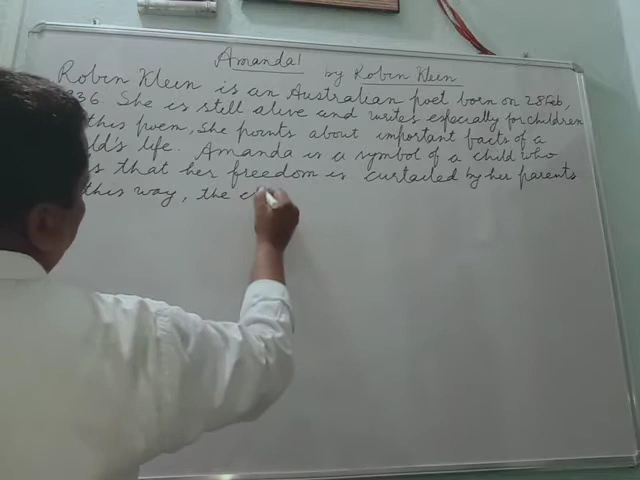 Amanda!
by Robin Klein
Robin Klein is an Australian poet born on 28 Feb,
936. She is still alive and writes especially for children
this poem, she points about important facts of a
ld's life. Amanda is a symbol of a child who
s that her freedom is curtailed by her parents
this way, the c